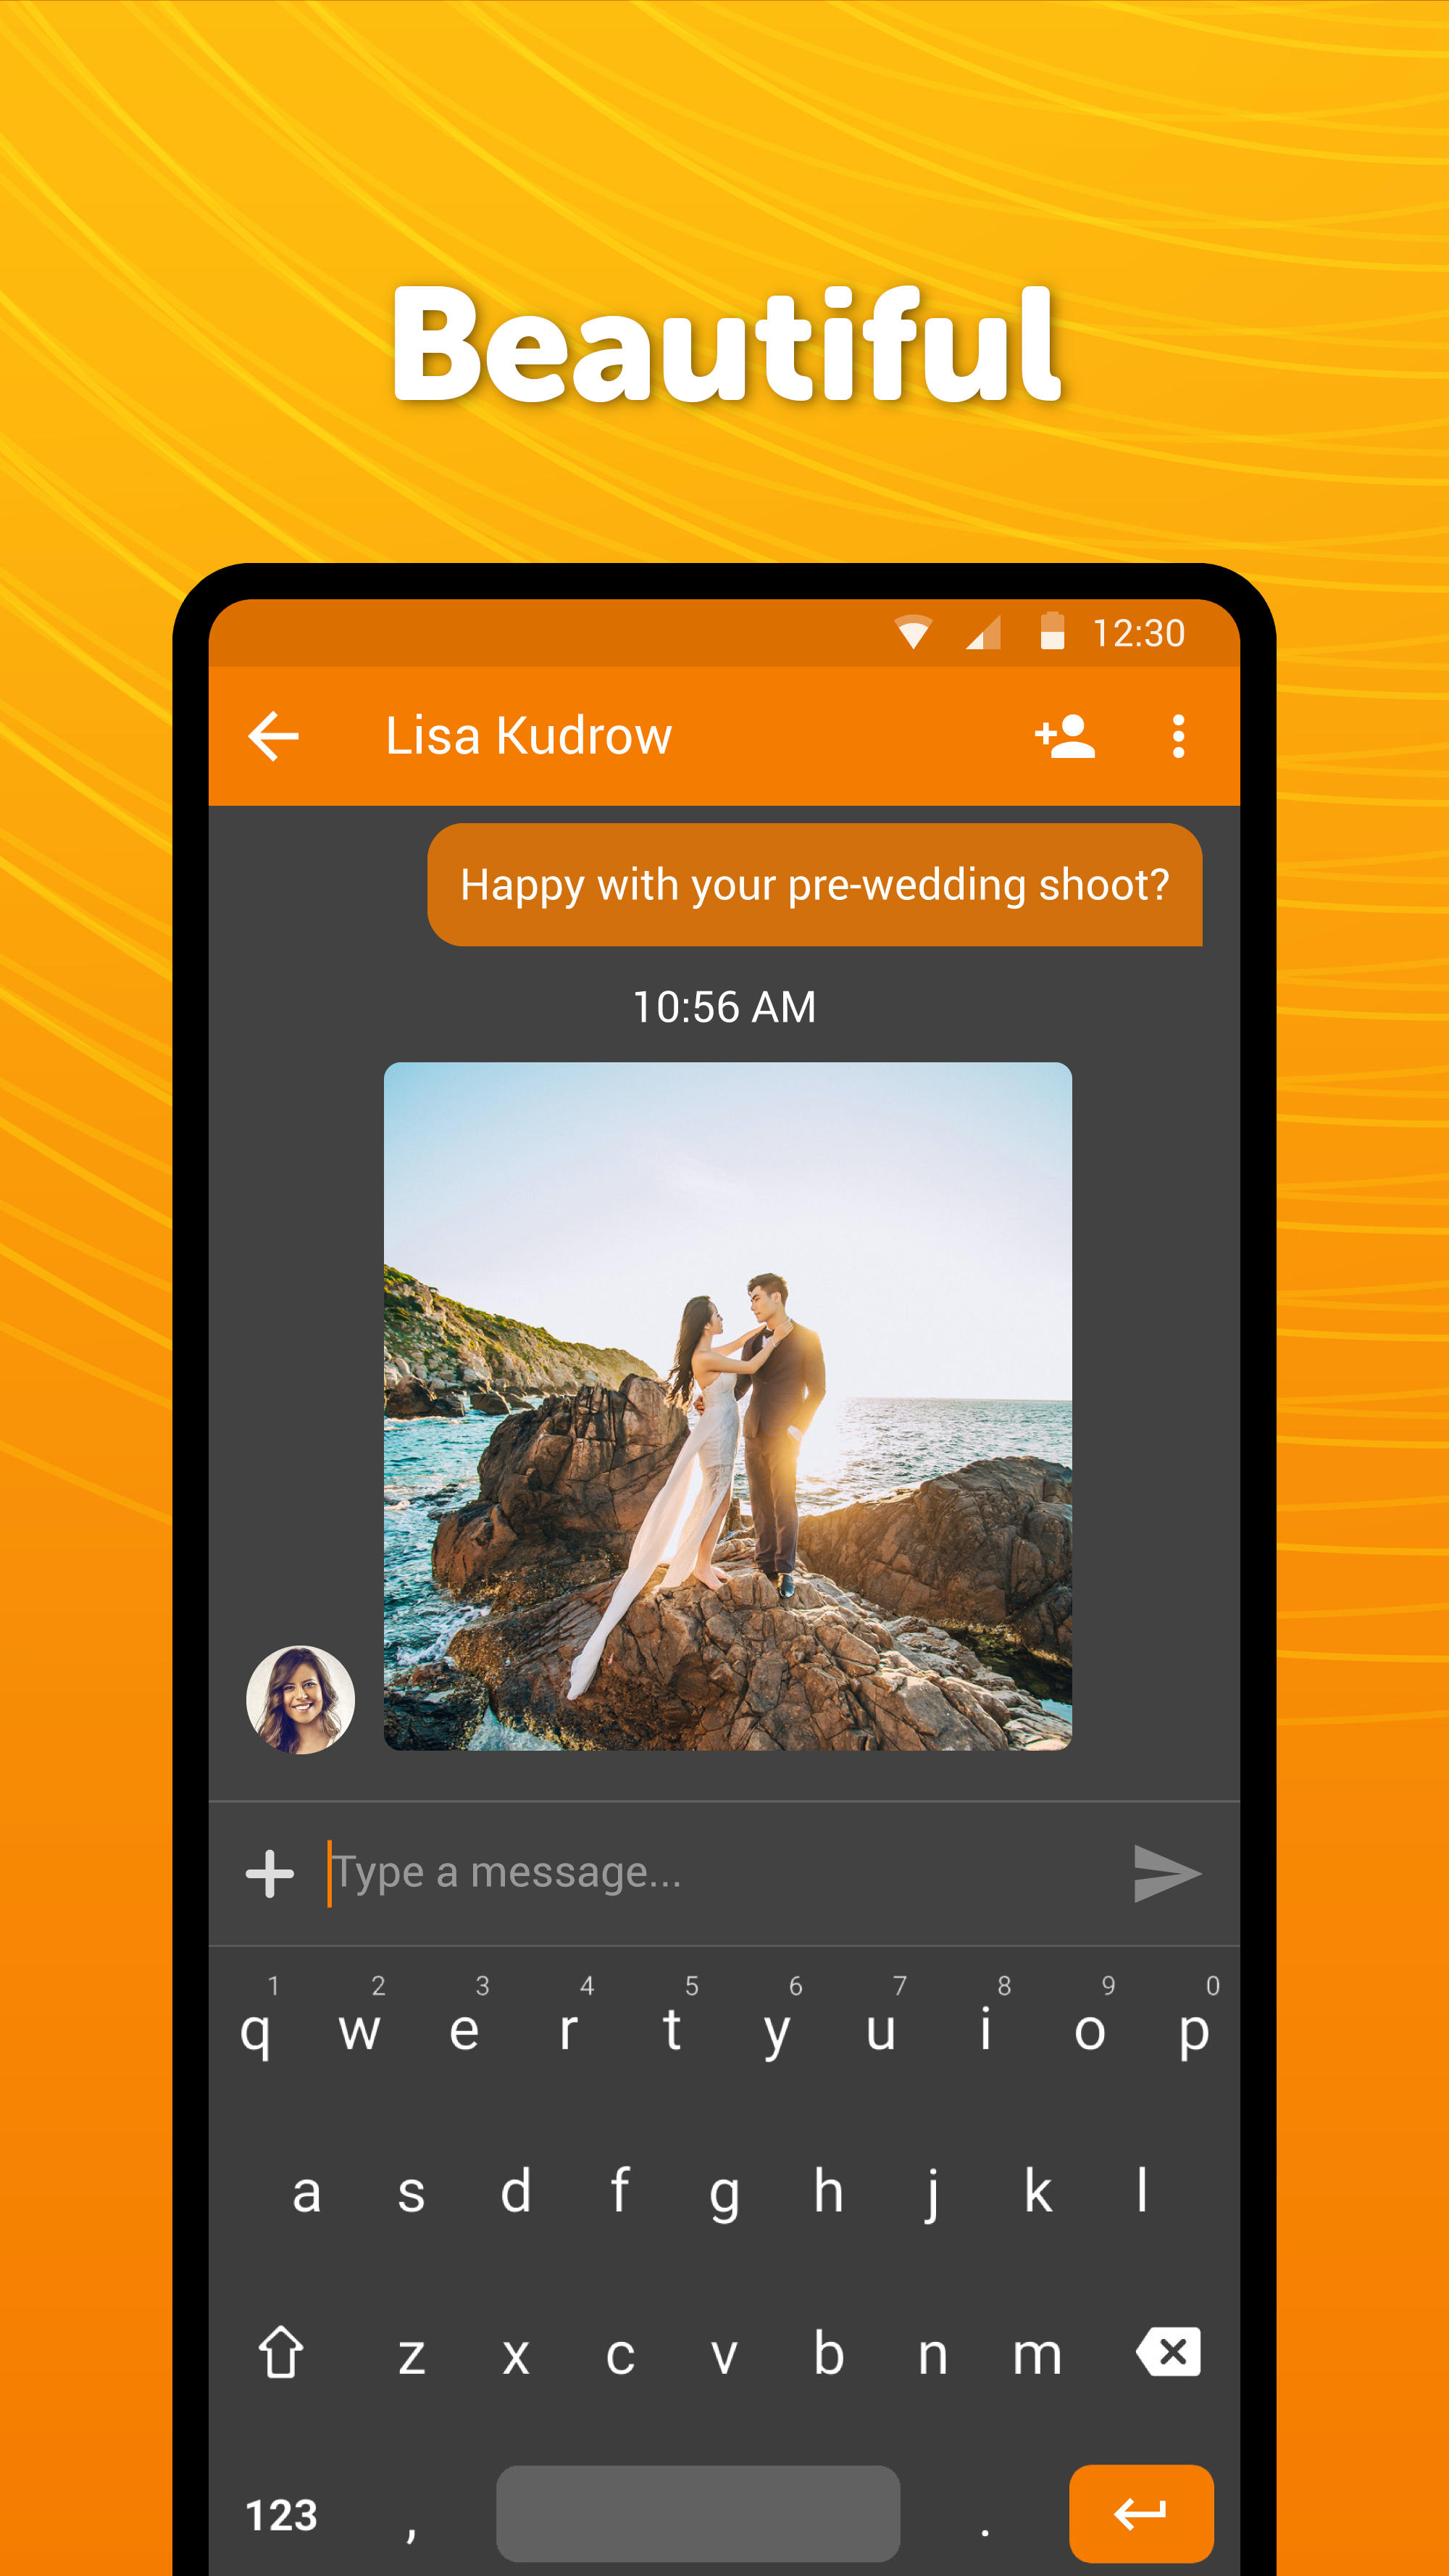 Beautiful
12:30
Lisa Kudrow
Happy with your pre-wedding shoot?
10:56 AM
Type a message...
1 2 3 4 5 6 7 8 9 0
q w e r t y u i o p
a s d f g h j k l
z x c v b n m
123 , .